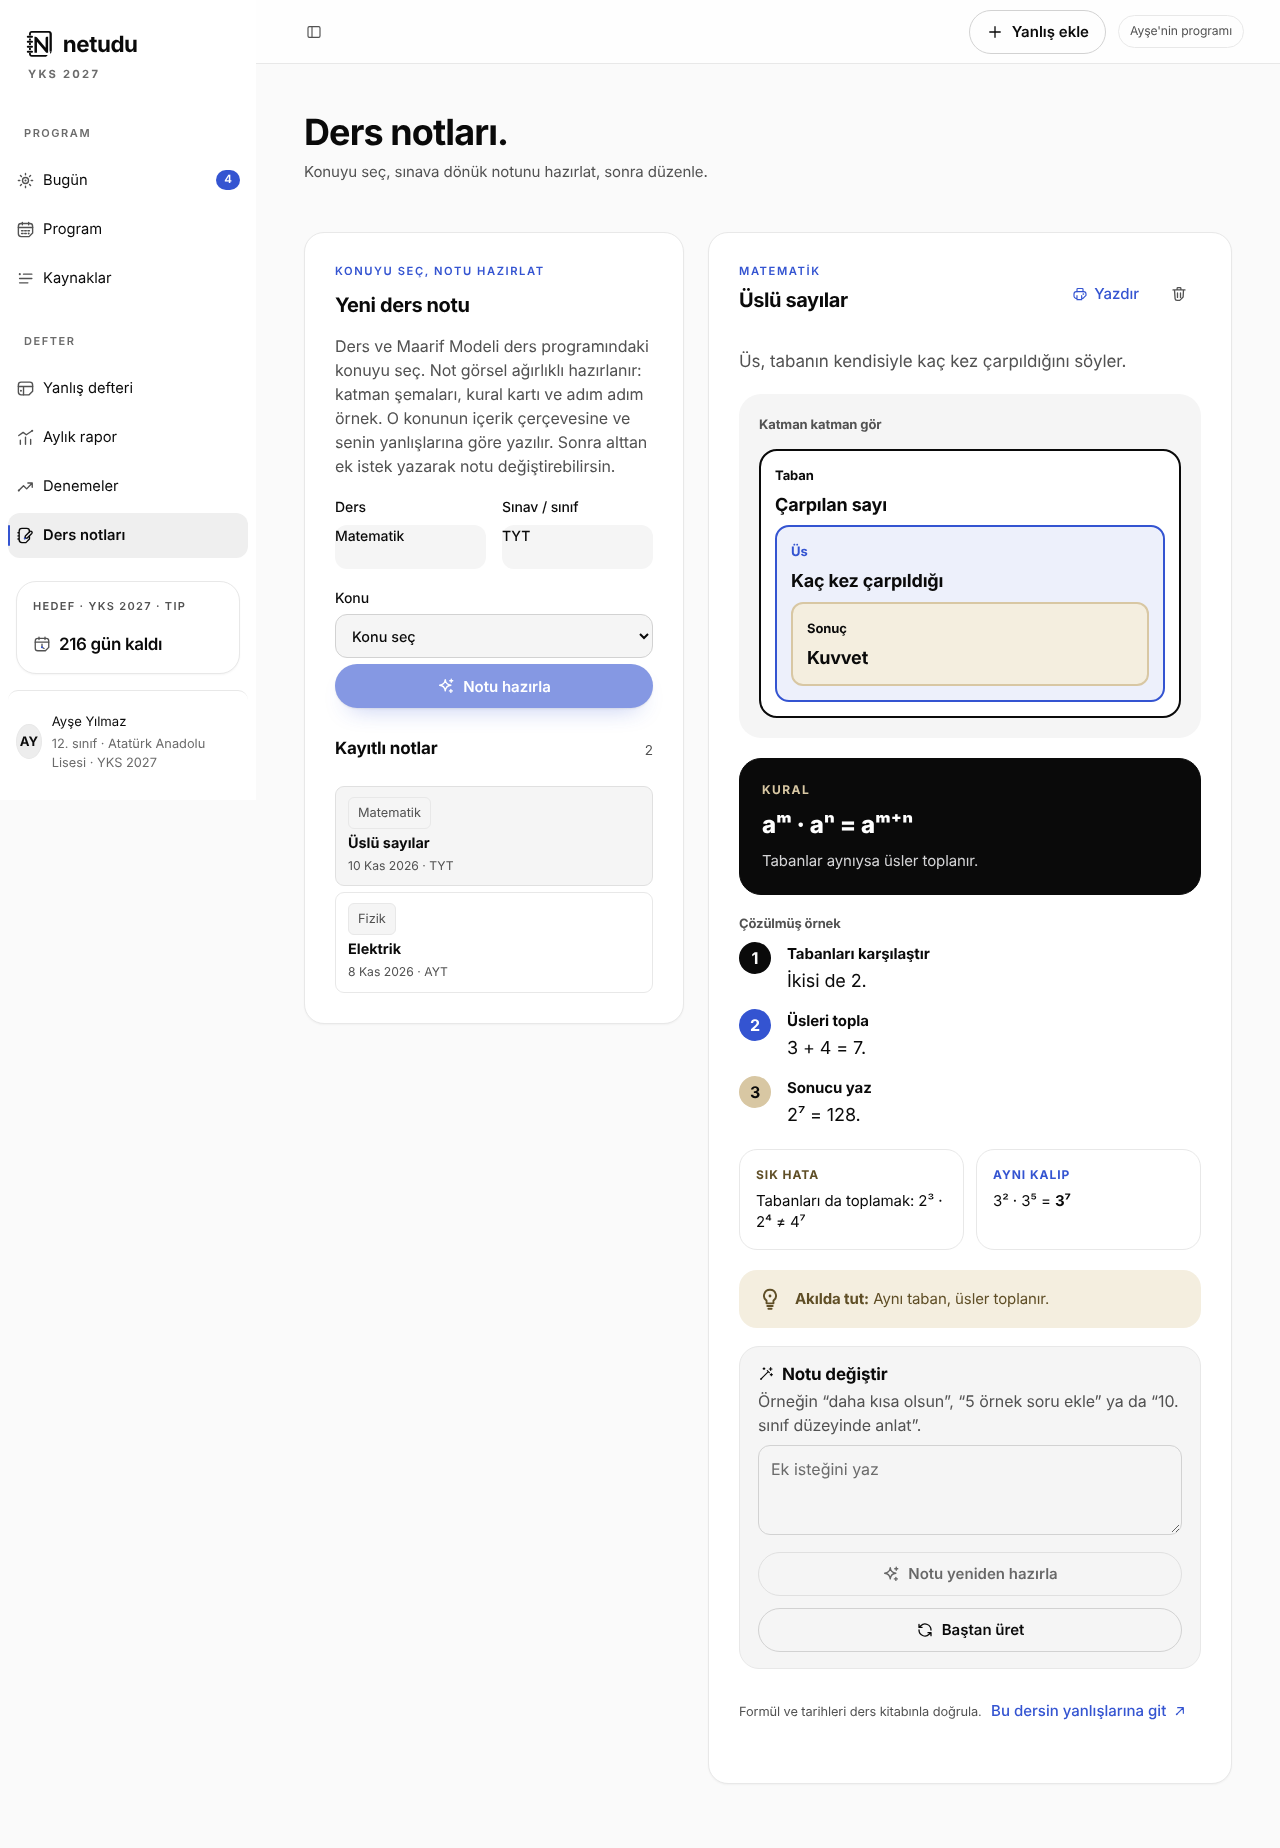 netudu
YKS 2027
PROGRAM
Bugün
4
Program
Kaynaklar
DEFTER
Yanlış defteri
Aylık rapor
Denemeler
Ders notları
HEDEF · YKS 2027 · TIP
216 gün kaldı
AY
Ayşe Yılmaz
12. sınıf · Atatürk Anadolu
Lisesi · YKS 2027
Yanlış ekle
Ayşe'nin programı
Ders notları.
Konuyu seç, sınava dönük notunu hazırlat, sonra düzenle.
KONUYU SEÇ, NOTU HAZIRLAT
Yeni ders notu
Ders ve Maarif Modeli ders programındaki
konuyu seç. Not görsel ağırlıklı hazırlanır:
katman şemaları, kural kartı ve adım adım
örnek. O konunun içerik çerçevesine ve
senin yanlışlarına göre yazılır. Sonra alttan
ek istek yazarak notu değiştirebilirsin.
Ders
Sınav / sınıf
Matematik
TYT
Konu
Konu seç
Notu hazırla
Kayıtlı notlar
2
Matematik
Üslü sayılar
10 Kas 2026 · TYT
Fizik
Elektrik
8 Kas 2026 · AYT
MATEMATİK
Üslü sayılar
Yazdır
Üs, tabanın kendisiyle kaç kez çarpıldığını söyler.
Katman katman gör
Taban
Çarpılan sayı
Üs
Kaç kez çarpıldığı
Sonuç
Kuvvet
KURAL
aᵐ · aⁿ = aᵐ⁺ⁿ
Tabanlar aynıysa üsler toplanır.
Çözülmüş örnek
1
Tabanları karşılaştır
İkisi de 2.
2
Üsleri topla
3 + 4 = 7.
3
Sonucu yaz
2⁷ = 128.
SIK HATA
Tabanları da toplamak: 2³ ·
2⁴ ≠ 4⁷
AYNI KALIP
3² · 3⁵ = 3⁷
Akılda tut: Aynı taban, üsler toplanır.
Notu değiştir
Örneğin “daha kısa olsun”, “5 örnek soru ekle” ya da “10.
sınıf düzeyinde anlat”.
Ek isteğini yaz
Notu yeniden hazırla
Baştan üret
Formül ve tarihleri ders kitabınla doğrula.
Bu dersin yanlışlarına git